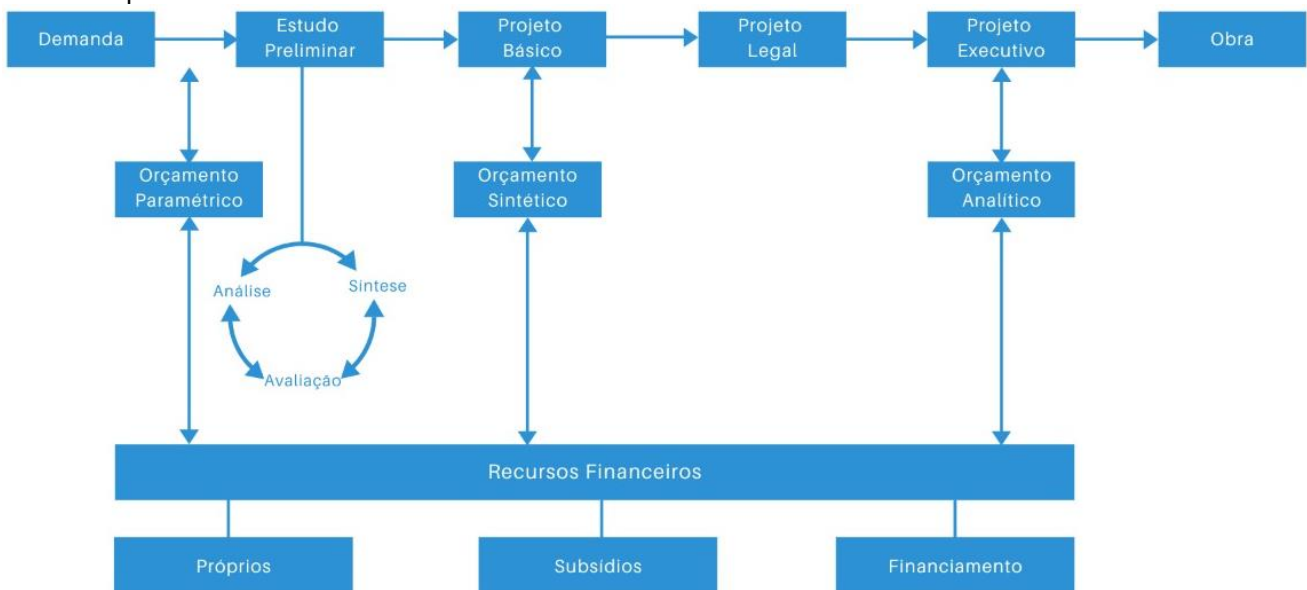 Demanda
Estudo
Preliminar
Projeto
Básico
Projeto
Legal
Projeto
Executivo
Obra
Orçamento
Paramétrico
Orçamento
Sintético
Orçamento
Analítico
Análise
Síntese
Avaliação
Recursos Financeiros
Próprios
Subsídios
Financiamento